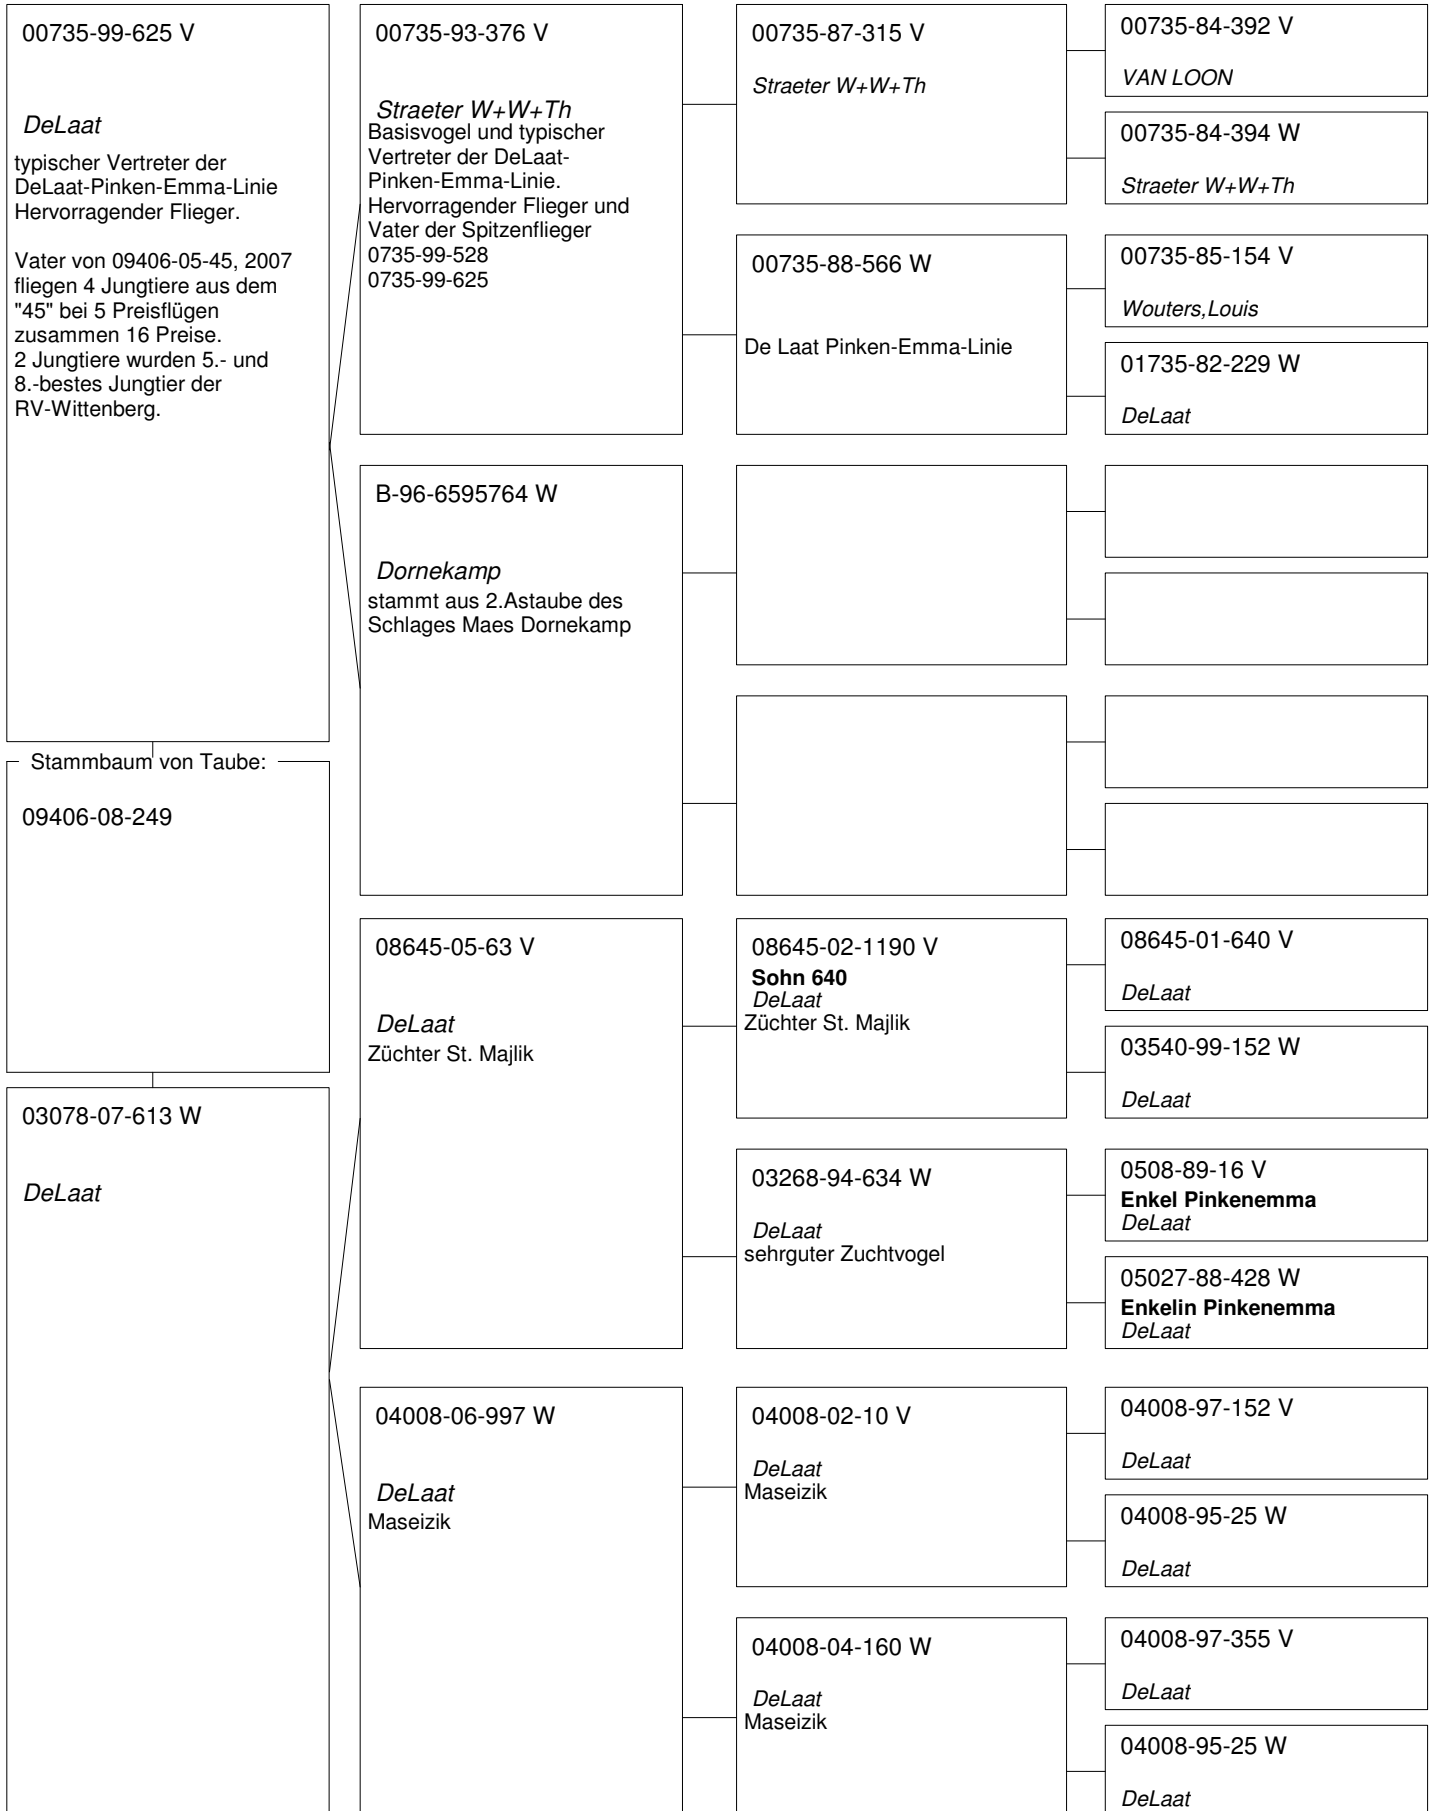 00735-99-625 V
DeLaat
typischer Vertreter der
DeLaat-Pinken-Emma-Linie
Hervorragender Flieger.
Vater von 09406-05-45, 2007
fliegen 4 Jungtiere aus dem
"45" bei 5 Preisflügen
zusammen 16 Preise.
2 Jungtiere wurden 5.- und
8.-bestes Jungtier der
RV-Wittenberg.
Stammbaum von Taube:
09406-08-249
03078-07-613 W
DeLaat
00735-93-376 V
Straeter W+W+Th
Basisvogel und typischer
Vertreter der DeLaat-
Pinken-Emma-Linie.
Hervorragender Flieger und
Vater der Spitzenflieger
0735-99-528
0735-99-625
B-96-6595764 W
Dornekamp
stammt aus 2.Astaube des
Schlages Maes Dornekamp
08645-05-63 V
DeLaat
Züchter St. Majlik
04008-06-997 W
DeLaat
Maseizik
00735-87-315 V
Straeter W+W+Th
00735-88-566 W
De Laat Pinken-Emma-Linie
08645-02-1190 V
Sohn 640
DeLaat
Züchter St. Majlik
03268-94-634 W
DeLaat
sehrguter Zuchtvogel
04008-02-10 V
DeLaat
Maseizik
04008-04-160 W
DeLaat
Maseizik
00735-84-392 V
VAN LOON
00735-84-394 W
Straeter W+W+Th
00735-85-154 V
Wouters,Louis
01735-82-229 W
DeLaat
08645-01-640 V
DeLaat
03540-99-152 W
DeLaat
0508-89-16 V
Enkel Pinkenemma
DeLaat
05027-88-428 W
Enkelin Pinkenemma
DeLaat
04008-97-152 V
DeLaat
04008-95-25 W
DeLaat
04008-97-355 V
DeLaat
04008-95-25 W
DeLaat